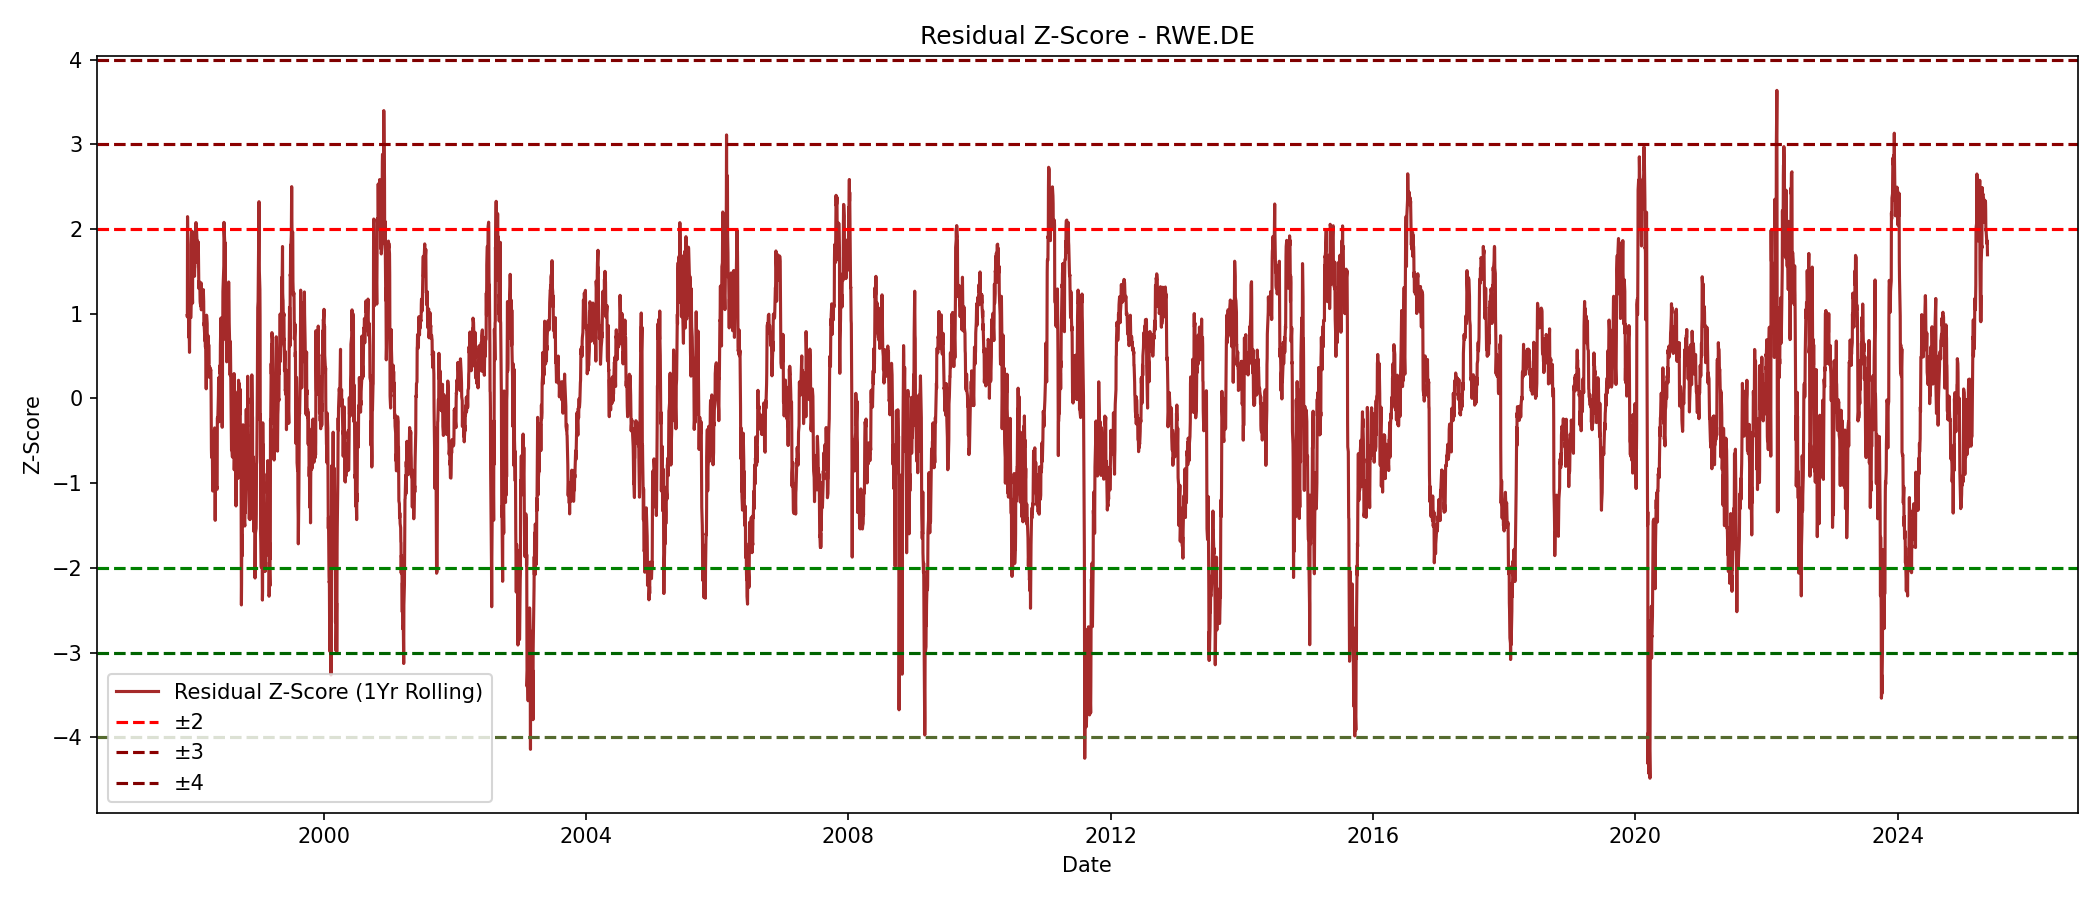 Residual Z-Score - RWE.DE
4
3
2
1
0
−1
−2
−3
−4
Z-Score
Residual Z-Score (1Yr Rolling)
±2
±3
±4
2000 2004 2008 2012 2016 2020 2024
Date